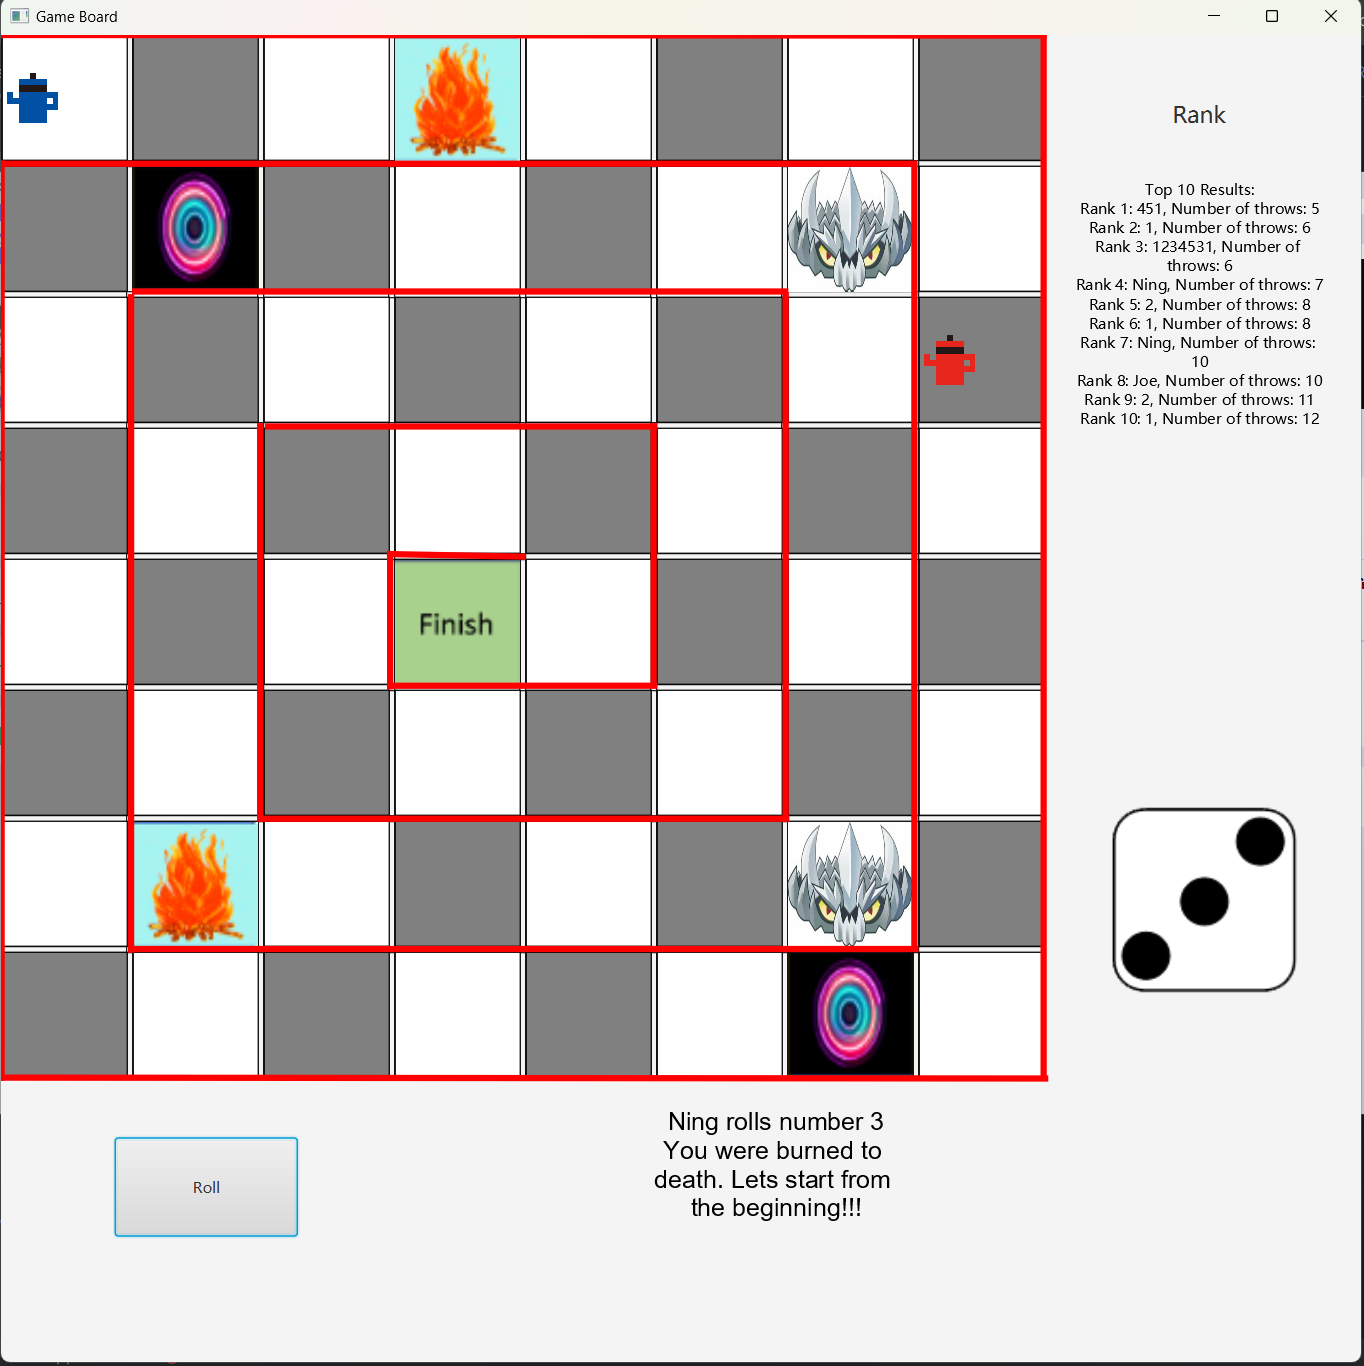 Game Board
Rank
Top 10 Results:
Rank 1: 451, Number of throws: 5
Rank 2: 1, Number of throws: 6
Rank 3: 1234531, Number of
throws: 6
Rank 4: Ning, Number of throws: 7
Rank 5: 2, Number of throws: 8
Rank 6: 1, Number of throws: 8
Rank 7: Ning, Number of throws:
10
Rank 8: Joe, Number of throws: 10
Rank 9: 2, Number of throws: 11
Rank 10: 1, Number of throws: 12
Finish
Ning rolls number 3
You were burned to
death. Lets start from
the beginning!!!
Roll